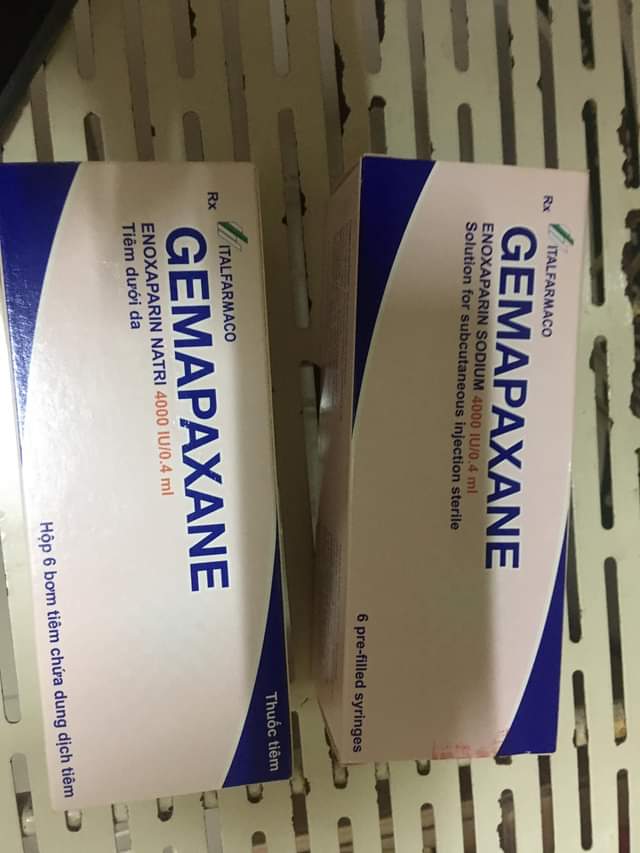 Rx
ITALFARMACO
GEMAPAXANE
ENOXAPARIN NATRI 4000 IU/0.4 ml
Tiêm dưới da
Hộp 6 bơm tiêm chứa dung dịch tiêm
Thuốc tiêm
Rx
ITALFARMACO
GEMAPAXANE
ENOXAPARIN SODIUM 4000 IU/0.4 ml
Solution for subcutaneous injection sterile
6 pre-filled syringes